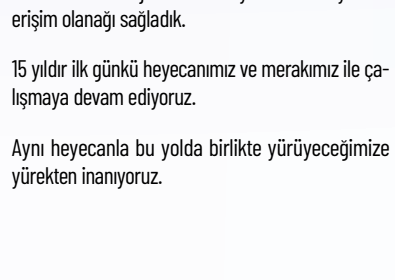 erişim olanağı sağladık.
15 yıldır ilk günkü heyecanımız ve merakımız ile ça-
lışmaya devam ediyoruz.
Aynı heyecanla bu yolda birlikte yürüyeceğimize
yürekten inanıyoruz.